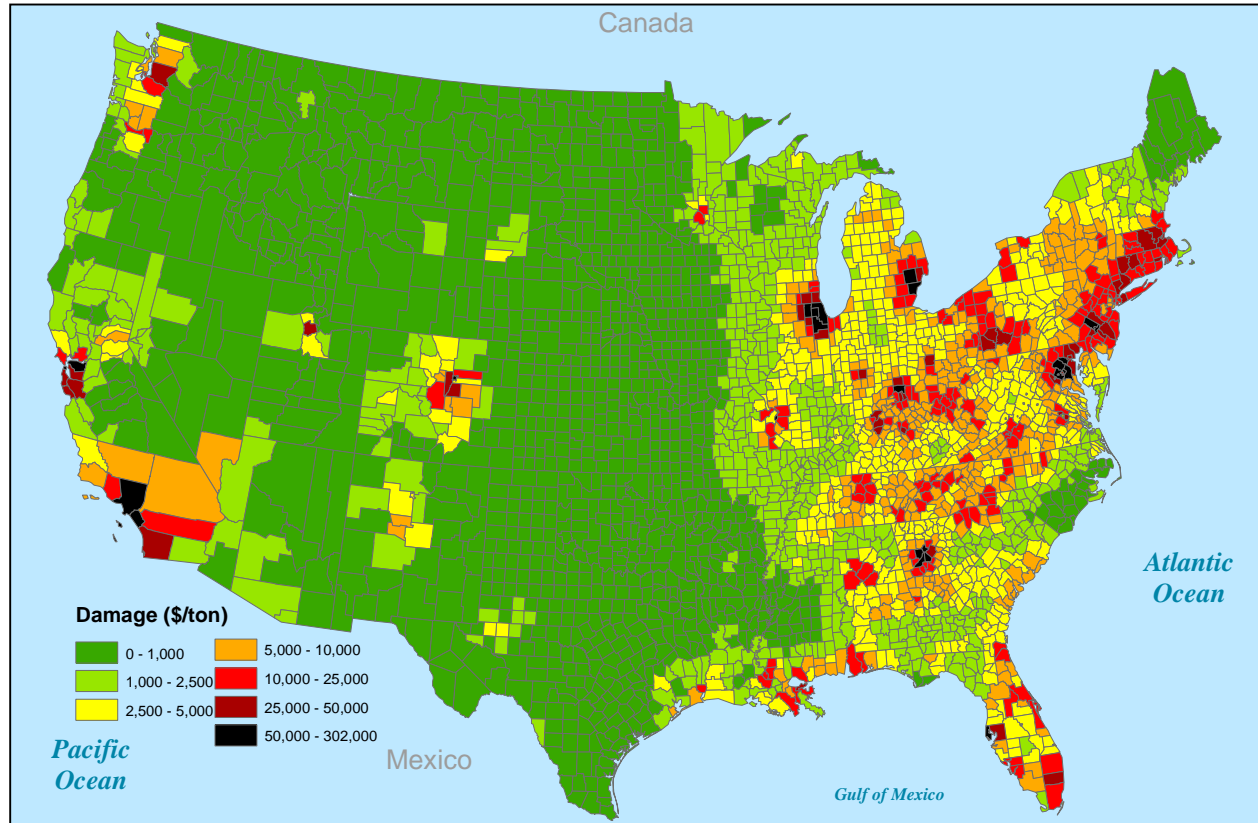 Canada
Atlantic
Ocean
Damage ($/ton)
0 - 1,000
1,000 - 2,500
2,500 - 5,000
5,000 - 10,000
10,000 - 25,000
25,000 - 50,000
50,000 - 302,000
Pacific
Ocean
Mexico
Gulf of Mexico